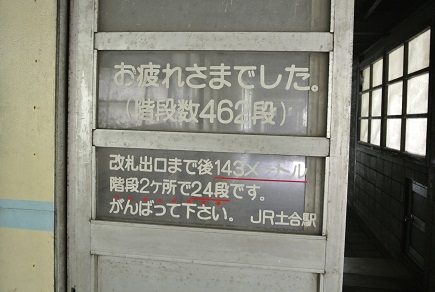 お疲れさまでした。
(階段数462段)
改札出口まで後143メートル
階段2ケ所で24段です。
がんばって下さい。 JR土合駅